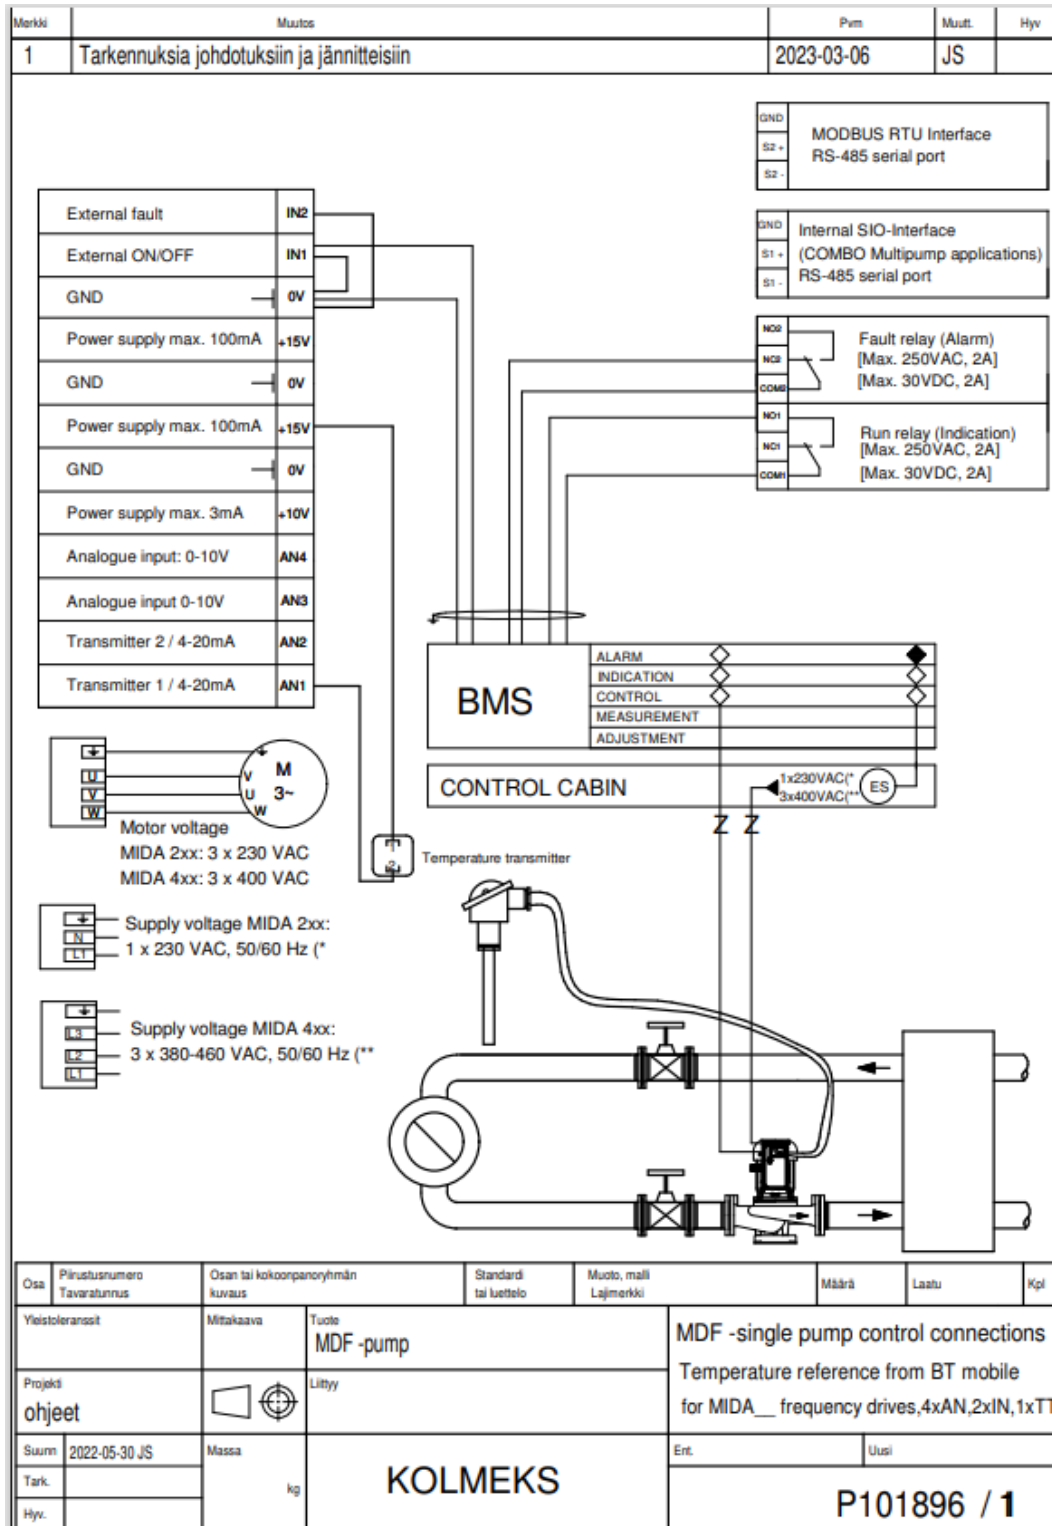 Merkki Muutos Pvm Muutt. Hyv
1 Tarkennuksia johdotuksiin ja jännitteisiin 2023-03-06 JS
GND
S2 +
S2 -
MODBUS RTU Interface
RS-485 serial port
GND
S1 +
S1 -
Internal SIO-Interface
(COMBO Multipump applications)
RS-485 serial port
External fault IN2
External ON/OFF IN1
GND 0V
Power supply max. 100mA +15V
GND 0V
Power supply max. 100mA +15V
GND 0V
Power supply max. 3mA +10V
Analogue input: 0-10V AN4
Analogue input 0-10V AN3
Transmitter 2 / 4-20mA AN2
Transmitter 1 / 4-20mA AN1
NO2
NC2
COM2
Fault relay (Alarm)
[Max. 250VAC, 2A]
[Max. 30VDC, 2A]
NO1
NC1
COM1
Run relay (Indication)
[Max. 250VAC, 2A]
[Max. 30VDC, 2A]
BMS
ALARM
INDICATION
CONTROL
MEASUREMENT
ADJUSTMENT
CONTROL CABIN
1x230VAC(*
3x400VAC(**
ES
Z Z
U
V
W
V
U
W
M
3~
Motor voltage
MIDA 2xx: 3 x 230 VAC
MIDA 4xx: 3 x 400 VAC
1
2
Temperature transmitter
N
L1
Supply voltage MIDA 2xx:
1 x 230 VAC, 50/60 Hz (*
L3
L2
L1
Supply voltage MIDA 4xx:
3 x 380-460 VAC, 50/60 Hz (**
Osa
Piirustusnumero
Tavaratunnus
Osan tai kokoonpanoryhmän
kuvaus
Standardi
tai luettelo
Muoto, malli
Lajimerkki
Määrä
Laatu
Kpl
Yleistoleranssit
Mittakaava
Tuote
MDF -pump
MDF -single pump control connections
Temperature reference from BT mobile
for MIDA__ frequency drives,4xAN,2xIN,1xTT
Projekti
ohjeet
Liittyy
Suunn 2022-05-30 JS
Tark.
Hyv.
Massa
kg
KOLMEKS
Ent.
Uusi
P101896 / 1